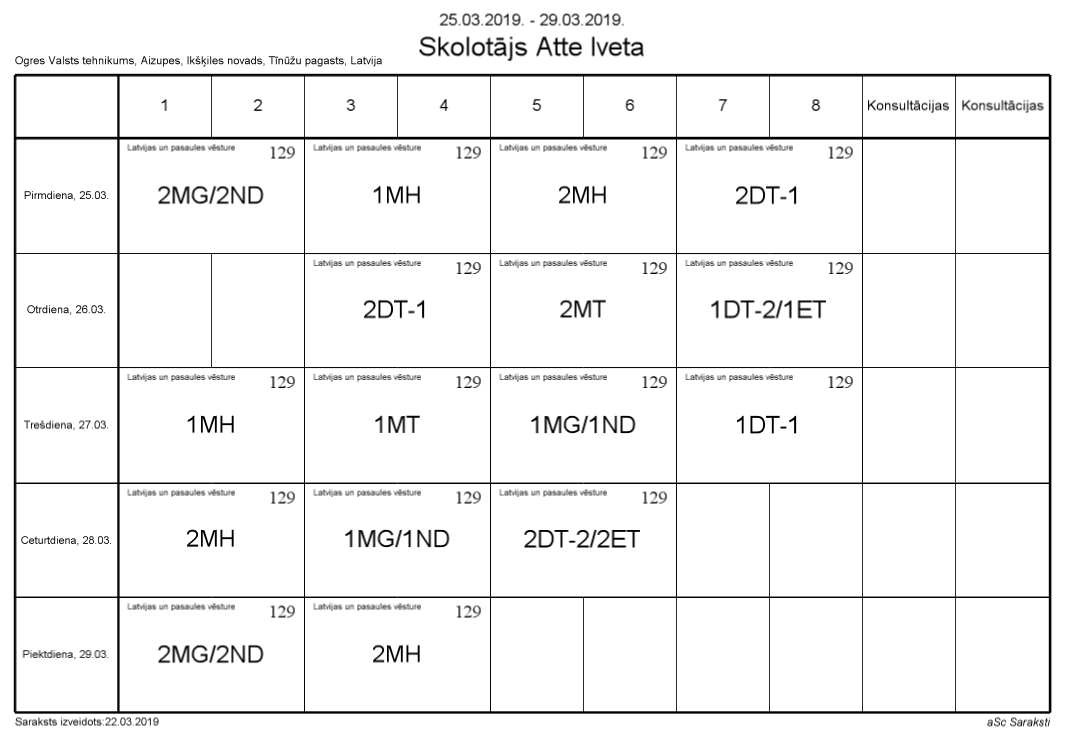 25.03.2019. - 29.03.2019.
Skolotājs Atte Iveta
Ogres Valsts tehnikums, Aizupes, Ikšķiles novads, Tīnūžu pagasts, Latvija
1 2 3 4 5 6 7 8 Konsultācijas Konsultācijas
Latvijas un pasaules vēsture 129 Latvijas un pasaules vēsture 129 Latvijas un pasaules vēsture 129 Latvijas un pasaules vēsture 129
Pirmdiena, 25.03. 2MG/2ND 1MH 2MH 2DT-1
Latvijas un pasaules vēsture 129 Latvijas un pasaules vēsture 129 Latvijas un pasaules vēsture 129
Otrdiena, 26.03. 2DT-1 2MT 1DT-2/1ET
Latvijas un pasaules vēsture 129 Latvijas un pasaules vēsture 129 Latvijas un pasaules vēsture 129 Latvijas un pasaules vēsture 129
Trešdiena, 27.03. 1MH 1MT 1MG/1ND 1DT-1
Latvijas un pasaules vēsture 129 Latvijas un pasaules vēsture 129 Latvijas un pasaules vēsture 129
Ceturtdiena, 28.03. 2MH 1MG/1ND 2DT-2/2ET
Latvijas un pasaules vēsture 129 Latvijas un pasaules vēsture 129
Piektdiena, 29.03. 2MG/2ND 2MH
Saraksts izveidots:22.03.2019 aSc Saraksti